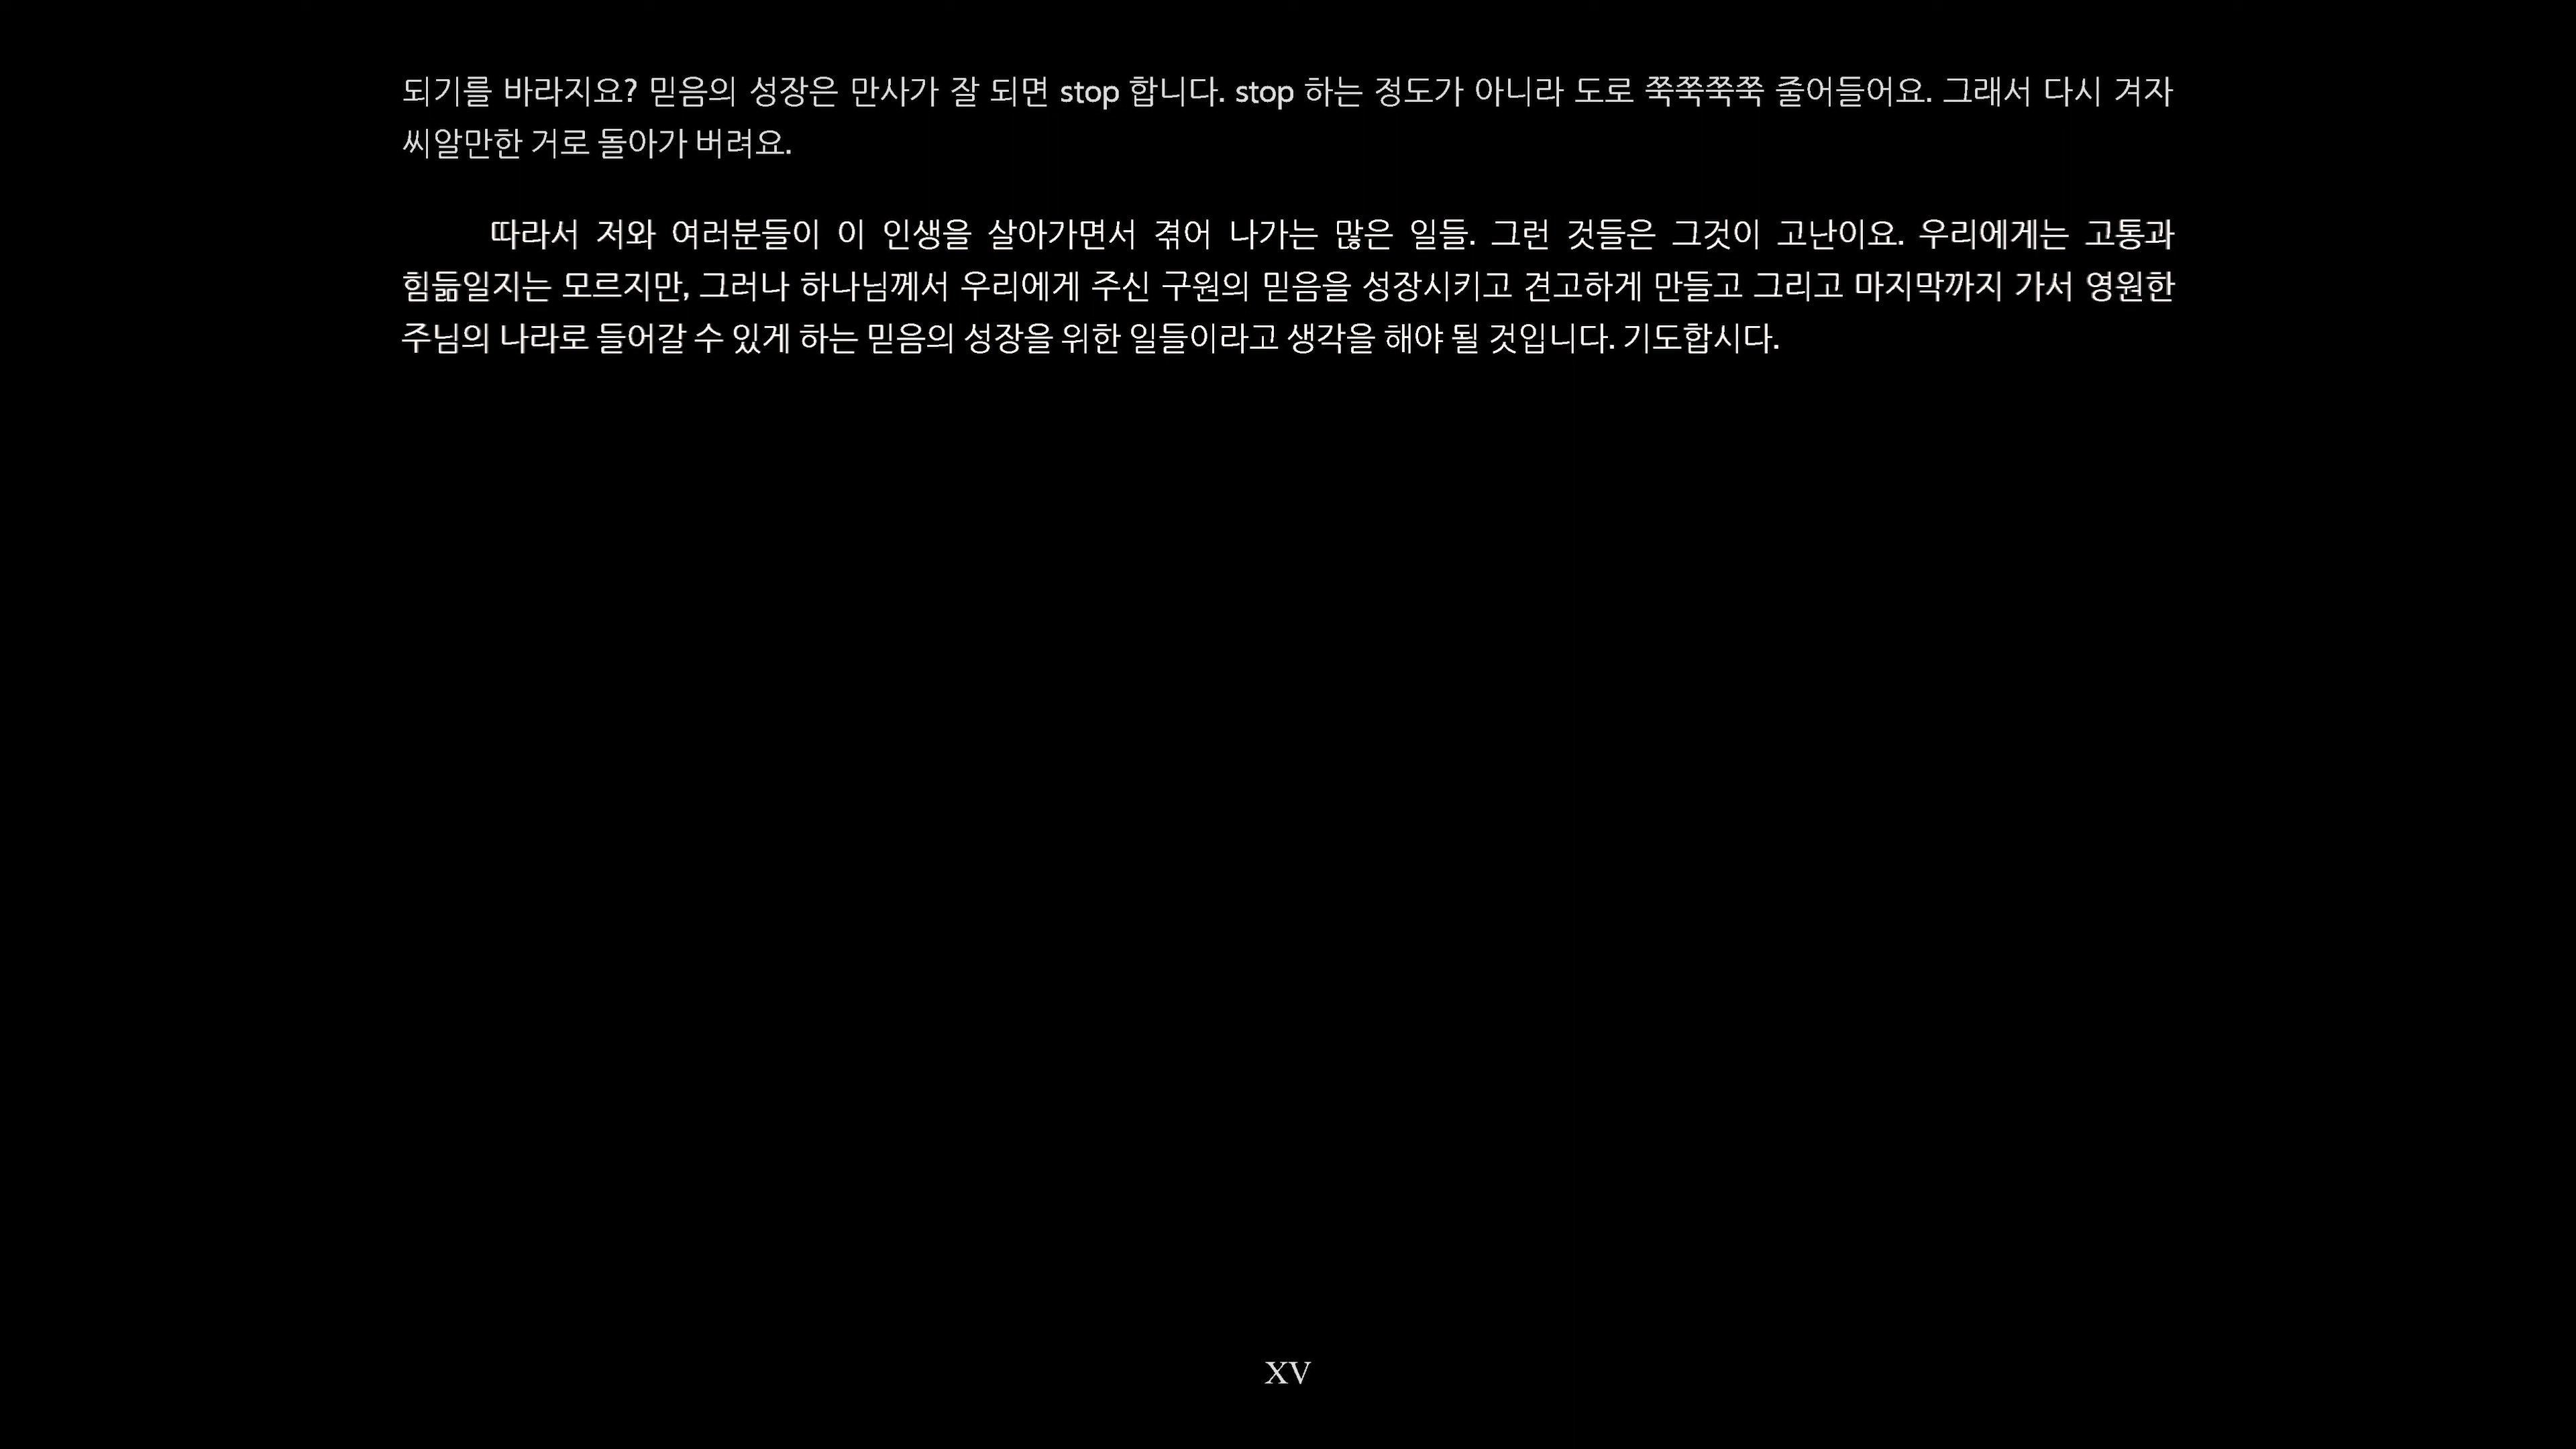 되기를 바라지요? 믿음의 성장은 만사가 잘 되면 stop 합니다. stop 하는 정도가 아니라 도로 쭉쭉쭉쭉 줄어들어요. 그래서 다시 겨자
씨알만한 거로 돌아가 버려요.
따라서 저와 여러분들이 이 인생을 살아가면서 겪어 나가는 많은 일들. 그런 것들은 그것이 고난이요. 우리에게는 고통과
힘듦일지는 모르지만, 그러나 하나님께서 우리에게 주신 구원의 믿음을 성장시키고 견고하게 만들고 그리고 마지막까지 가서 영원한
주님의 나라로 들어갈 수 있게 하는 믿음의 성장을 위한 일들이라고 생각을 해야 될 것입니다. 기도합시다.
XV